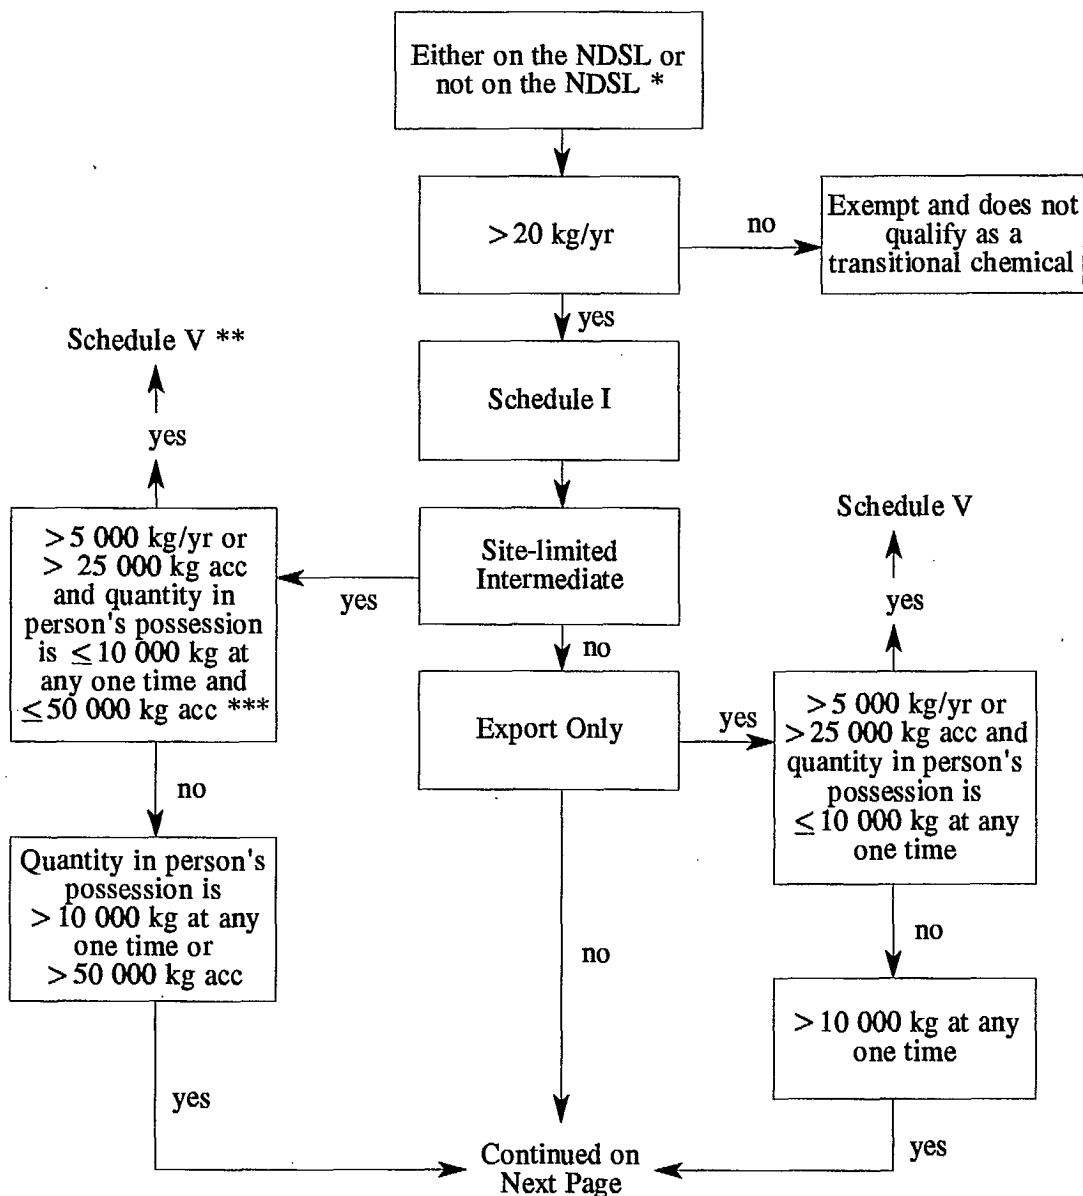 Either on the NDSL or
not on the NDSL *
>20 kg/yr
no
Exempt and does not
qualify as a
transitional chemical
yes
Schedule V **
yes
Schedule I
>5 000 kg/yr or
> 25 000 kg acc
and quantity in
person's possession
is ≤10 000 kg at
any one time and
≤50 000 kg acc ***
yes
Site-limited
Intermediate
Schedule V
yes
no
Export Only
yes
>5 000 kg/yr or
>25 000 kg acc and
quantity in person's
possession is
≤10 000 kg at any
one time
no
Quantity in person's
possession is
>10 000 kg at any
one time or
>50 000 kg acc
no
no
>10 000 kg at any
one time
yes
yes
Continued on
Next Page